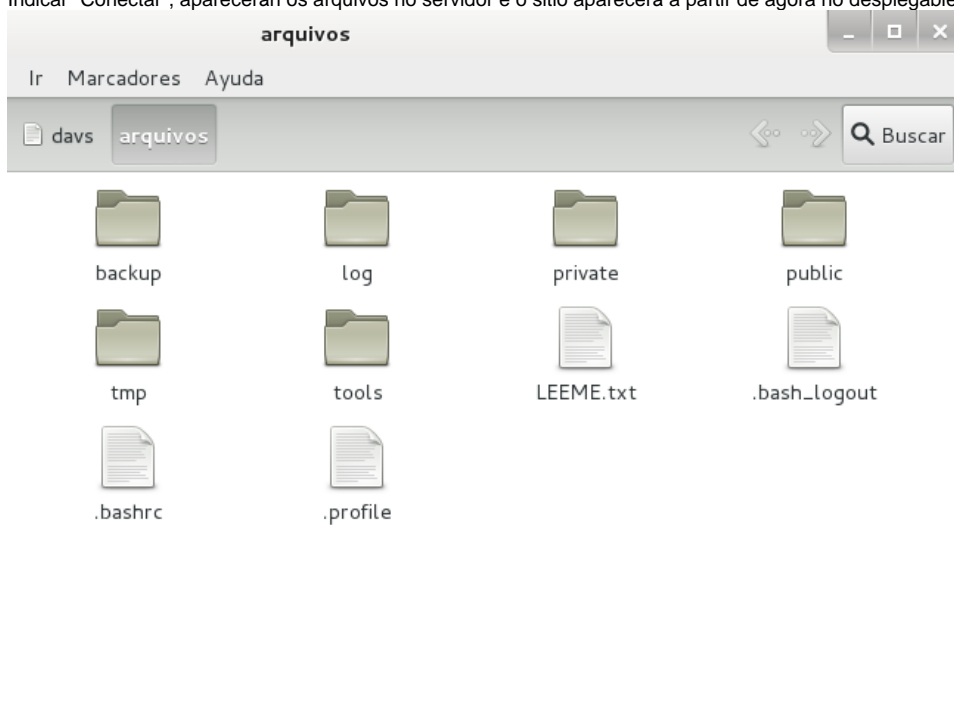 Indicar "Conectar", aparecerán os arquivos no servidor e o sitio aparecerá a partir de agora no desplegable
arquivos
Ir Marcadores Ayuda
davs arquivos Buscar
backup log private public
tmp tools LEEME.txt .bash_logout
.bashrc .profile